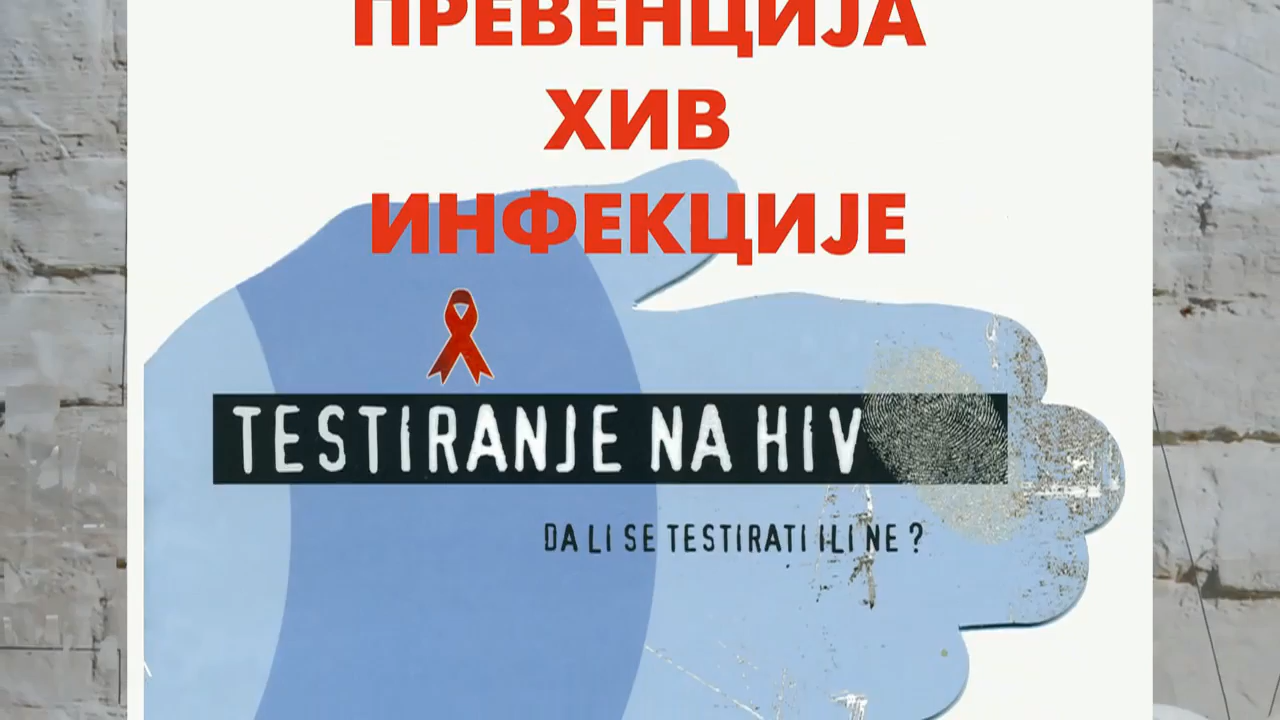 ПРЕВЕНЦИЈА
ХИВ
ИНФЕКЦИЈЕ
TESTIRANJE NA HIV
DA LI SE TESTIRATI ILI NE ?